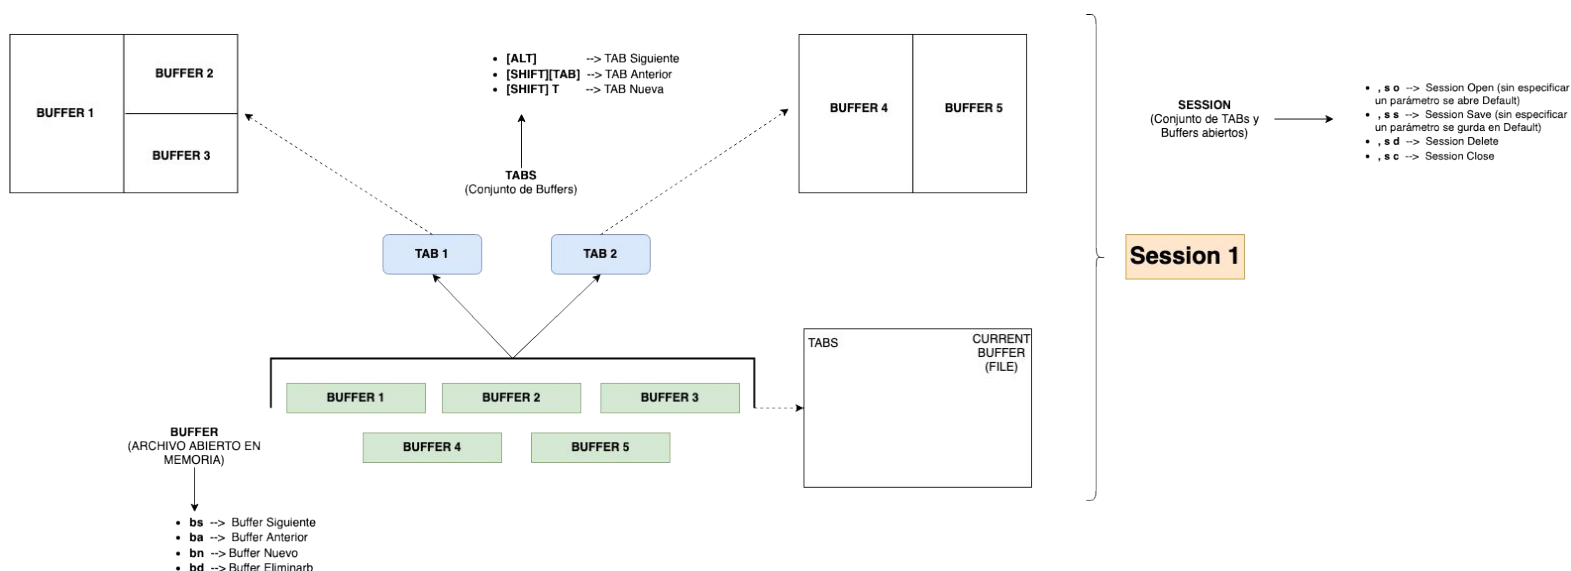 BUFFER 1
BUFFER 2
BUFFER 3
• [ALT] --> TAB Siguiente
• [SHIFT][TAB] --> TAB Anterior
• [SHIFT] T --> TAB Nueva
TABS
(Conjunto de Buffers)
BUFFER 4
BUFFER 5
SESSION
(Conjunto de TABs y
Buffers abiertos)
• , s o --> Session Open (sin especificar
un parámetro se abre Default)
• , s s --> Session Save (sin especificar
un parámetro se gurda en Default)
• , s d --> Session Delete
• , s c --> Session Close
TAB 1
TAB 2
Session 1
TABS
CURRENT
BUFFER
(FILE)
BUFFER 1
BUFFER 2
BUFFER 3
BUFFER 4
BUFFER 5
BUFFER
(ARCHIVO ABIERTO EN
MEMORIA)
• bs --> Buffer Siguiente
• ba --> Buffer Anterior
• bn --> Buffer Nuevo
• bd --> Buffer Eliminarb